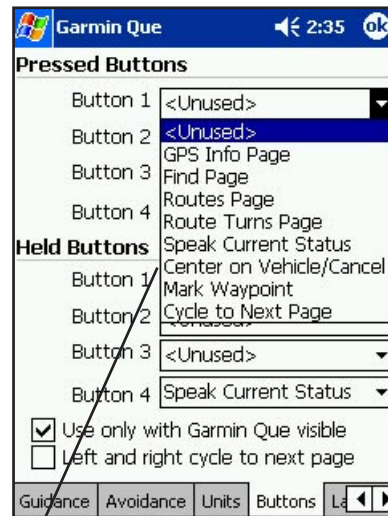 Garmin Que 2:35 ok
Pressed Buttons
Button 1 <Unused>
<Unused>
Button 2 GPS Info Page
Button 3 Find Page
Routes Page
Button 4 Route Turns Page
Held Buttons Speak Current Status
Center on Vehicle/Cancel
Button 1 Mark Waypoint
Button 2 Cycle to Next Page
Button 3 <Unused>
Button 4 Speak Current Status
Use only with Garmin Que visible
Left and right cycle to next page
Guidance Avoidance Units Buttons